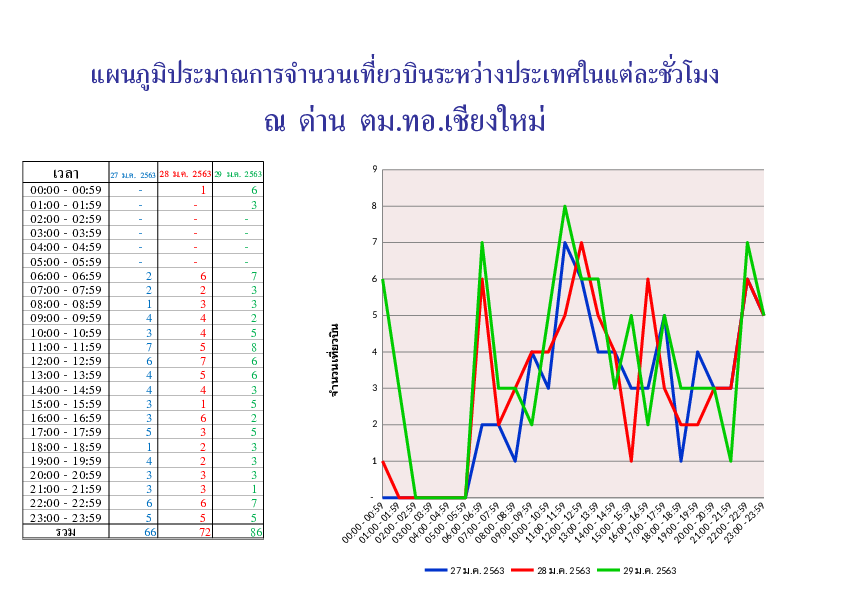 แผนภูมิประมาณการจำนวนเที่ยวบินระหว่างประเทศในแต่ละชั่วโมง
ณ ด่าน ตม.ทอ.เชียงใหม่
เวลา 27 ม.ค. 2563 28 ม.ค. 2563 29 ม.ค. 2563
00:00 - 00:59 - 1 6
01:00 - 01:59 - - 3
02:00 - 02:59 - - -
03:00 - 03:59 - - -
04:00 - 04:59 - - -
05:00 - 05:59 - - -
06:00 - 06:59 2 6 7
07:00 - 07:59 2 2 3
08:00 - 08:59 1 3 3
09:00 - 09:59 4 4 2
10:00 - 10:59 3 4 5
11:00 - 11:59 7 5 8
12:00 - 12:59 6 7 6
13:00 - 13:59 4 5 6
14:00 - 14:59 4 4 3
15:00 - 15:59 3 1 5
16:00 - 16:59 3 6 2
17:00 - 17:59 5 3 5
18:00 - 18:59 1 2 3
19:00 - 19:59 4 2 3
20:00 - 20:59 3 3 3
21:00 - 21:59 3 3 1
22:00 - 22:59 6 6 7
23:00 - 23:59 5 5 5
รวม 66 72 86
จำนวนเที่ยวบิน
9
8
7
6
5
4
3
2
1
-
00:00 - 00:59
01:00 - 01:59
02:00 - 02:59
03:00 - 03:59
04:00 - 04:59
05:00 - 05:59
06:00 - 06:59
07:00 - 07:59
08:00 - 08:59
09:00 - 09:59
10:00 - 10:59
11:00 - 11:59
12:00 - 12:59
13:00 - 13:59
14:00 - 14:59
15:00 - 15:59
16:00 - 16:59
17:00 - 17:59
18:00 - 18:59
19:00 - 19:59
20:00 - 20:59
21:00 - 21:59
22:00 - 22:59
23:00 - 23:59
27 ม.ค. 2563 28 ม.ค. 2563 29 ม.ค. 2563